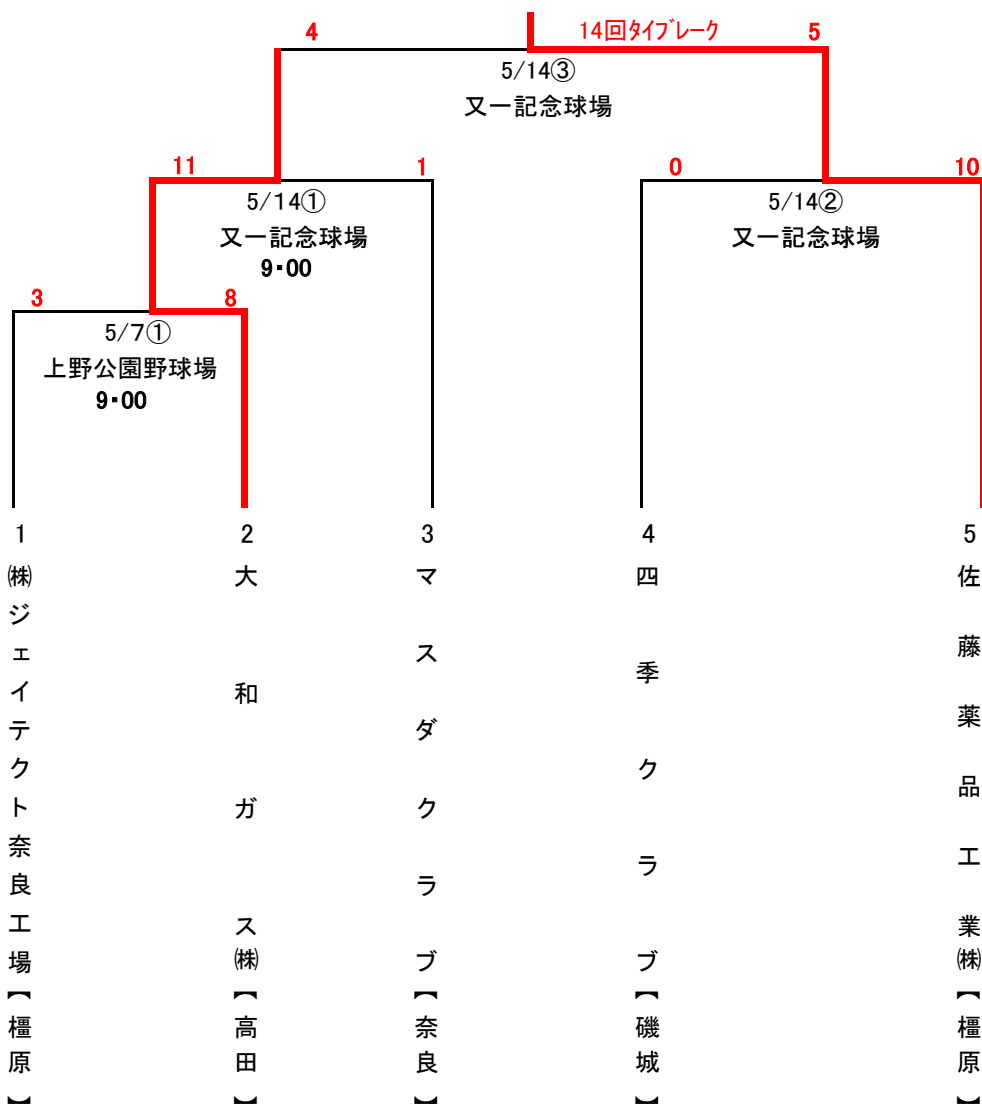 4 14回ﾀｲﾌﾞﾚｰｸ 5
5/14③
又一記念球場
11 1 0 10
5/14① 5/14②
又一記念球場 又一記念球場
9:00
3 8
5/7①
上野公園野球場
9:00
1 2 3 4 5
㈱ジェイテクト奈良工場【橿原】
大和ガス㈱【高田】
マスダクラブ【奈良】
四季クラブ【磯城】
佐藤薬品工業㈱【橿原】